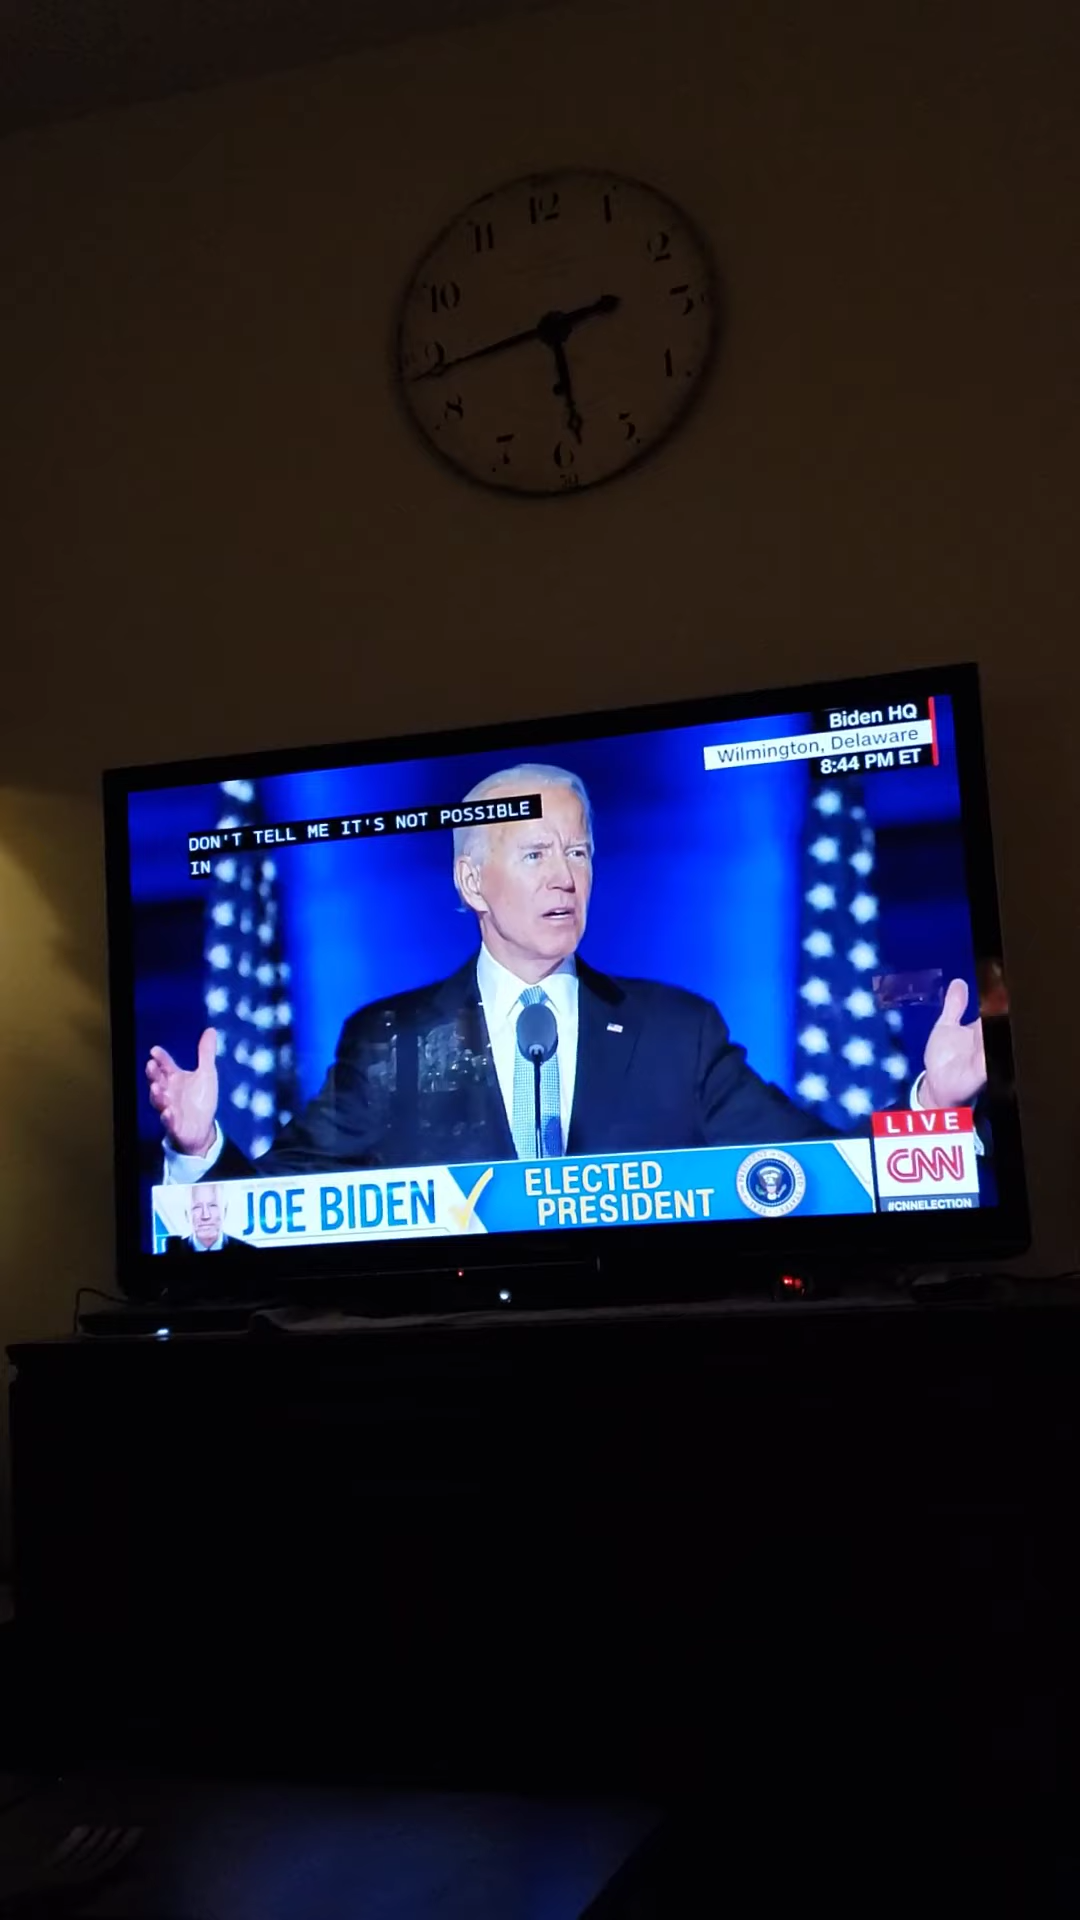 12
1
2
3
4
5
6
7
8
9
10
11
30
Biden HQ
Wilmington, Delaware
8:44 PM ET
DON'T TELL ME IT'S NOT POSSIBLE
IN
JOE BIDEN
ELECTED
PRESIDENT
LIVE
CNN
#CNNELECTION